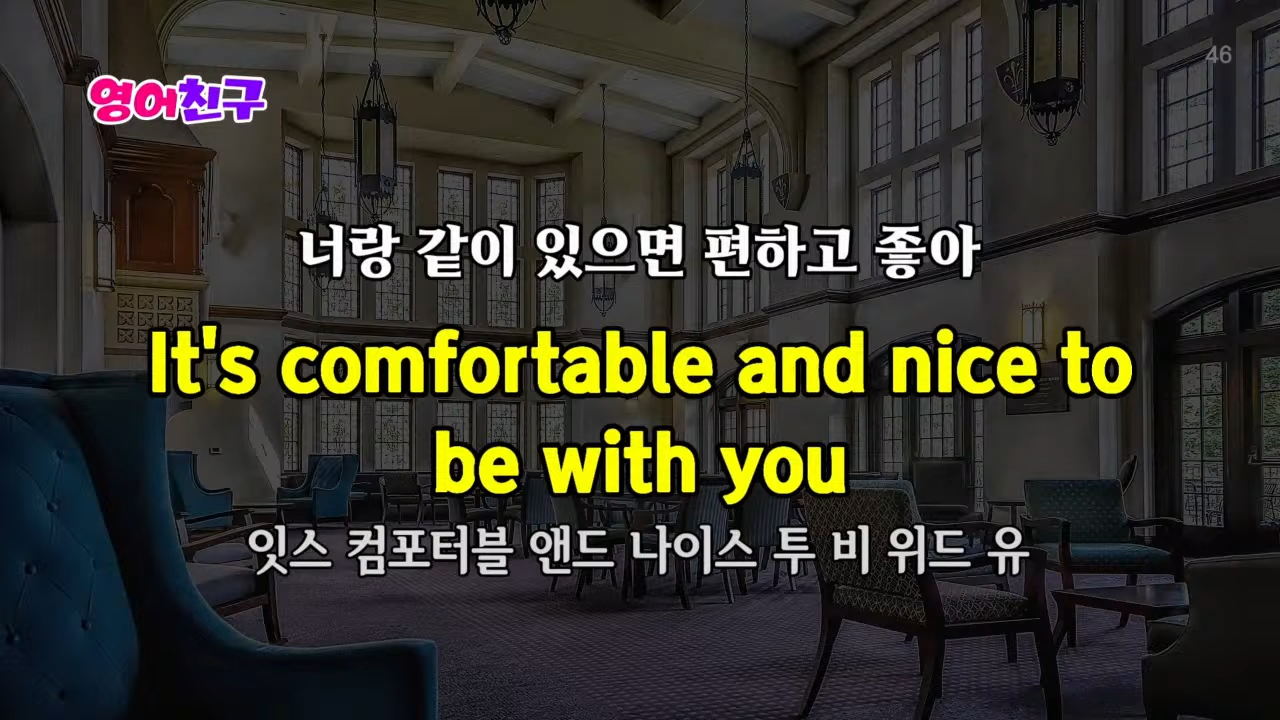 46
영어친구
너랑 같이 있으면 편하고 좋아
It's comfortable and nice to
be with you
잇스 컴포터블 앤드 나이스 투 비 위드 유